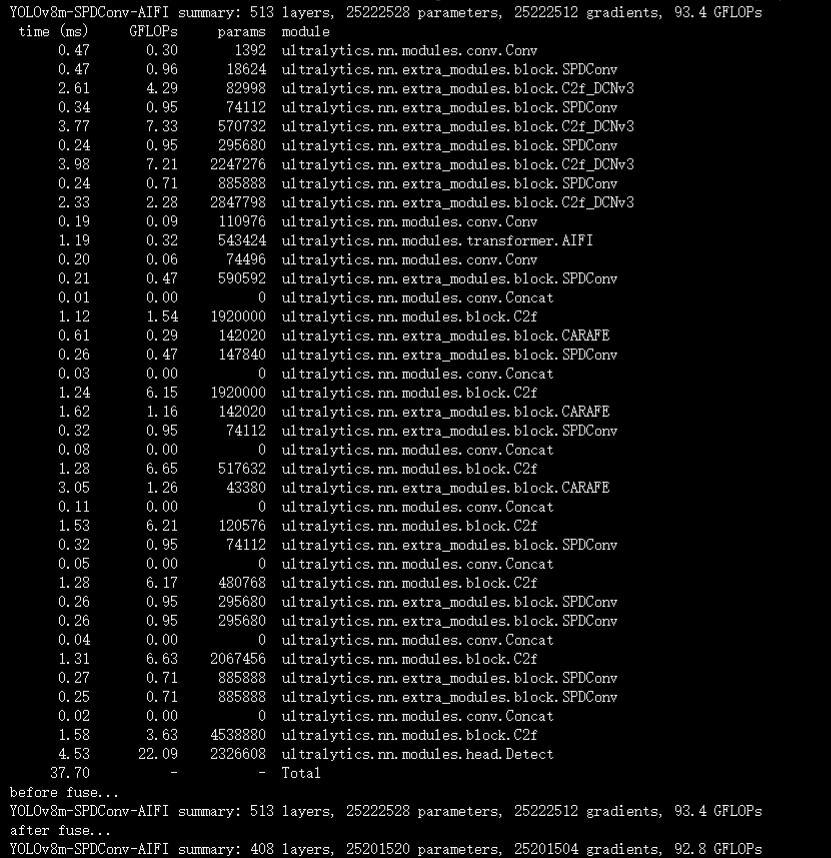 YOLOv8m-SPDConv-AIFI summary: 513 layers, 25222528 parameters, 25222512 gradients, 93.4 GFLOPs
time (ms) GFLOPs params module
0.47 0.30 1392 ultralytics.nn.modules.conv.Conv
0.47 0.96 18624 ultralytics.nn.extra_modules.block.SPDConv
2.61 4.29 82998 ultralytics.nn.extra_modules.block.C2f_DCNv3
0.34 0.95 74112 ultralytics.nn.extra_modules.block.SPDConv
3.77 7.33 570732 ultralytics.nn.extra_modules.block.C2f_DCNv3
0.24 0.95 295680 ultralytics.nn.extra_modules.block.SPDConv
3.98 7.21 2247276 ultralytics.nn.extra_modules.block.C2f_DCNv3
0.24 0.71 885888 ultralytics.nn.extra_modules.block.SPDConv
2.33 2.28 2847798 ultralytics.nn.extra_modules.block.C2f_DCNv3
0.19 0.09 110976 ultralytics.nn.modules.conv.Conv
1.19 0.32 543424 ultralytics.nn.modules.transformer.AIFI
0.20 0.06 74496 ultralytics.nn.modules.conv.Conv
0.21 0.47 590592 ultralytics.nn.extra_modules.block.SPDConv
0.01 0.00 0 ultralytics.nn.modules.conv.Concat
1.12 1.54 1920000 ultralytics.nn.modules.block.C2f
0.61 0.29 142020 ultralytics.nn.extra_modules.block.CARAFE
0.26 0.47 147840 ultralytics.nn.extra_modules.block.SPDConv
0.03 0.00 0 ultralytics.nn.modules.conv.Concat
1.24 6.15 1920000 ultralytics.nn.modules.block.C2f
1.62 1.16 142020 ultralytics.nn.extra_modules.block.CARAFE
0.32 0.95 74112 ultralytics.nn.extra_modules.block.SPDConv
0.08 0.00 0 ultralytics.nn.modules.conv.Concat
1.28 6.65 517632 ultralytics.nn.modules.block.C2f
3.05 1.26 43380 ultralytics.nn.extra_modules.block.CARAFE
0.11 0.00 0 ultralytics.nn.modules.conv.Concat
1.53 6.21 120576 ultralytics.nn.modules.block.C2f
0.32 0.95 74112 ultralytics.nn.extra_modules.block.SPDConv
0.05 0.00 0 ultralytics.nn.modules.conv.Concat
1.28 6.17 480768 ultralytics.nn.modules.block.C2f
0.26 0.95 295680 ultralytics.nn.extra_modules.block.SPDConv
0.26 0.95 295680 ultralytics.nn.extra_modules.block.SPDConv
0.04 0.00 0 ultralytics.nn.modules.conv.Concat
1.31 6.63 2067456 ultralytics.nn.modules.block.C2f
0.27 0.71 885888 ultralytics.nn.extra_modules.block.SPDConv
0.25 0.71 885888 ultralytics.nn.extra_modules.block.SPDConv
0.02 0.00 0 ultralytics.nn.modules.conv.Concat
1.58 3.63 4538880 ultralytics.nn.modules.block.C2f
4.53 22.09 2326608 ultralytics.nn.modules.head.Detect
37.70 - - Total
before fuse...
YOLOv8m-SPDConv-AIFI summary: 513 layers, 25222528 parameters, 25222512 gradients, 93.4 GFLOPs
after fuse...
YOLOv8m-SPDConv-AIFI summary: 408 layers, 25201520 parameters, 25201504 gradients, 92.8 GFLOPs